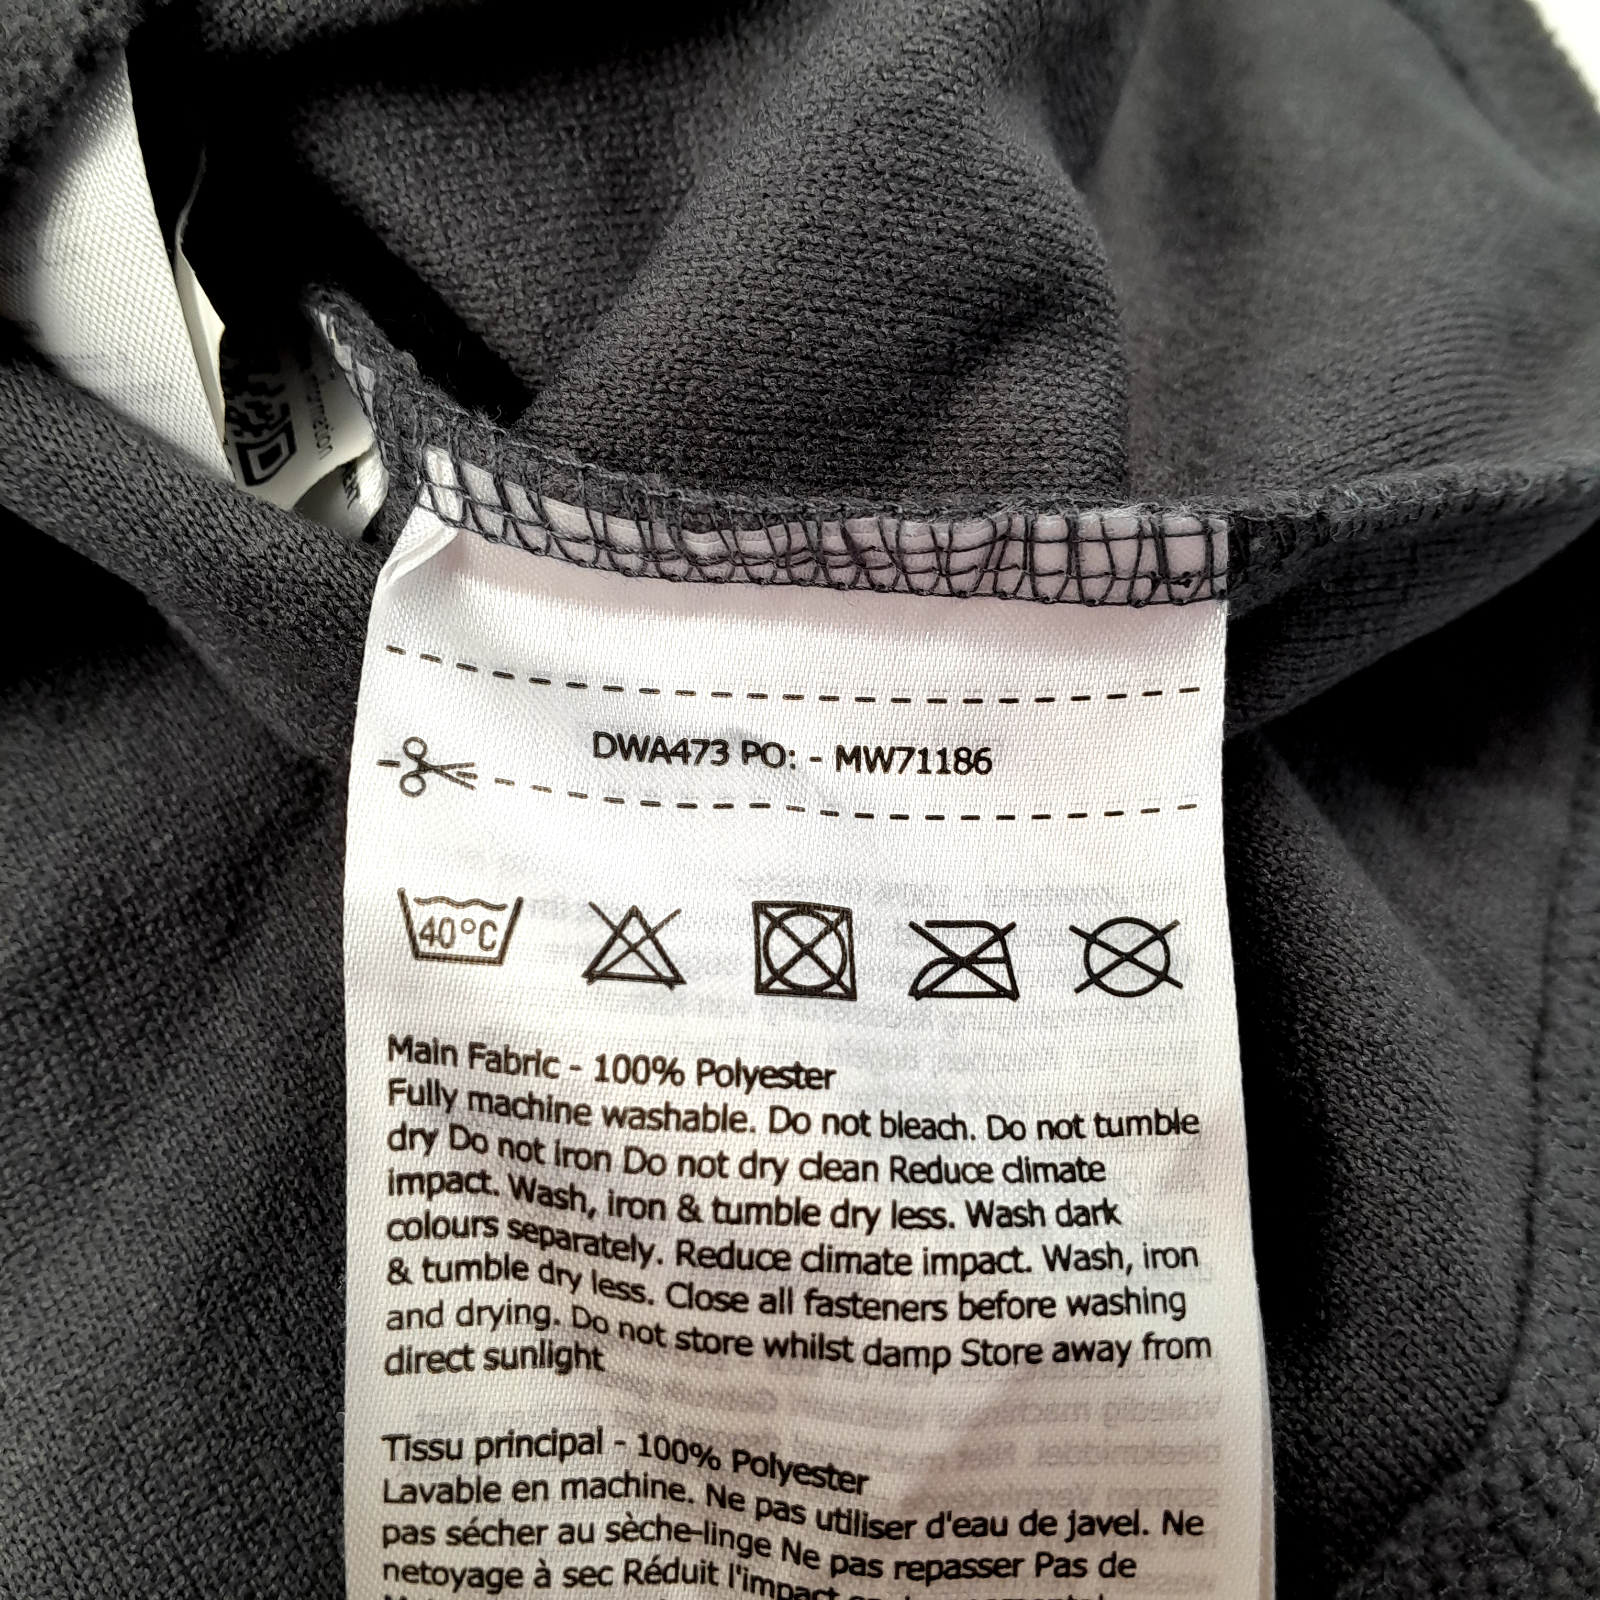 DWA473 PO: - MW71186
40°C
Main Fabric - 100% Polyester
Fully machine washable. Do not bleach. Do not tumble
dry Do not iron Do not dry clean Reduce climate
impact. Wash, iron & tumble dry less. Wash dark
colours separately. Reduce climate impact. Wash, iron
& tumble dry less. Close all fasteners before washing
and drying. Do not store whilst damp Store away from
direct sunlight
Tissu principal - 100% Polyester
Lavable en machine. Ne pas utiliser d'eau de javel. Ne
pas sécher au sèche-linge Ne pas repasser Pas de
netoyage à sec Réduit l'impact